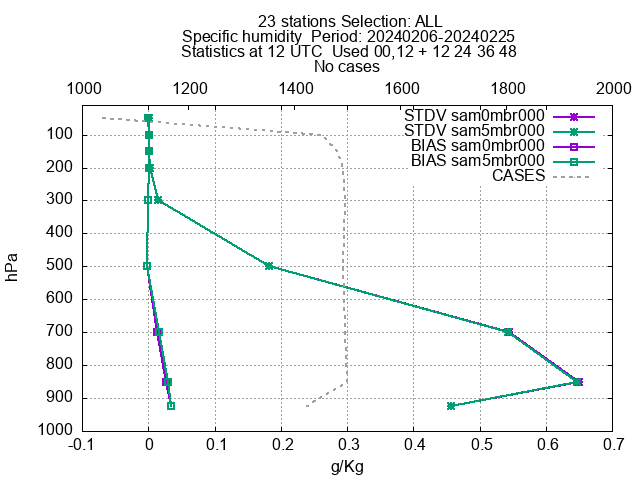 23 stations Selection: ALL
Specific humidity  Period: 20240206-20240225
Statistics at 12 UTC  Used 00,12 + 12 24 36 48
No cases
1000 1200 1400 1600 1800 2000
STDV sam0mbr000
STDV sam5mbr000
BIAS sam0mbr000
BIAS sam5mbr000
CASES
100
200
300
400
500
600
700
800
900
1000
hPa
-0.1 0 0.1 0.2 0.3 0.4 0.5 0.6 0.7
g/Kg